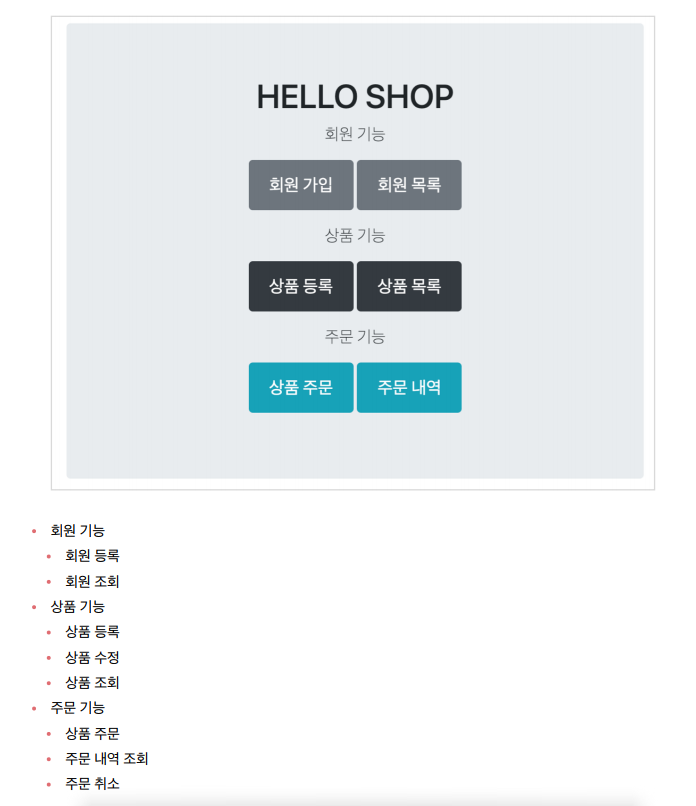 HELLO SHOP
회원 기능
회원 가입 회원 목록
상품 기능
상품 등록 상품 목록
주문 기능
상품 주문 주문 내역
• 회원 기능
• 회원 등록
• 회원 조회
• 상품 기능
• 상품 등록
• 상품 수정
• 상품 조회
• 주문 기능
• 상품 주문
• 주문 내역 조회
• 주문 취소